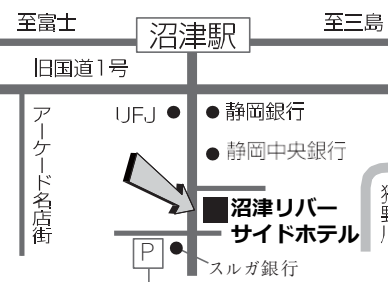 至富士
沼津駅
至三島
旧国道1号
アーケード名店街
UFJ
静岡銀行
静岡中央銀行
沼津リバー
サイドホテル
P
スルガ銀行